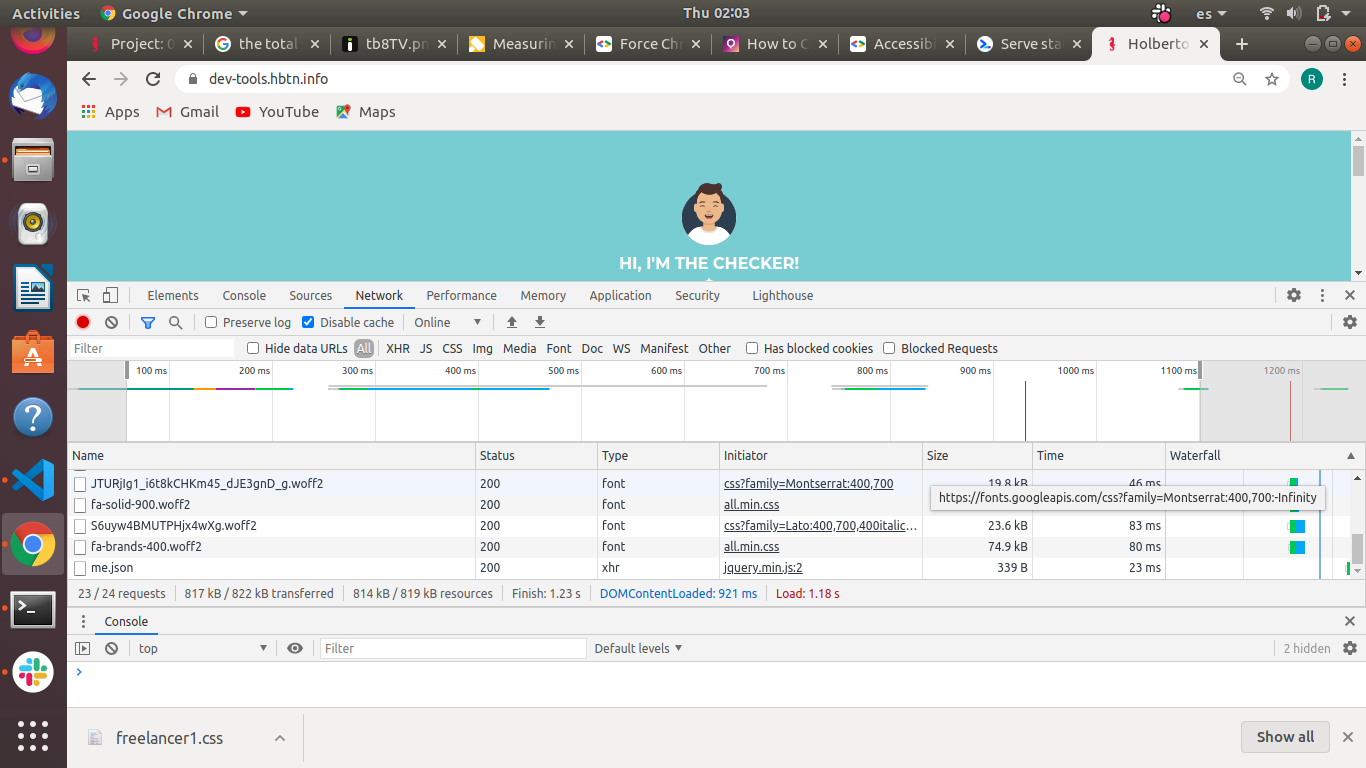 Activities Google Chrome Thu 02:03 es
Project: 0 the total tb8TV.pn Measurin Force Chr How to C Accessibi Serve sta Holberto
dev-tools.hbtn.info R
Apps Gmail YouTube Maps
HI, I'M THE CHECKER!
Elements Console Sources Network Performance Memory Application Security Lighthouse
Preserve log Disable cache Online
Filter Hide data URLs All XHR JS CSS Img Media Font Doc WS Manifest Other Has blocked cookies Blocked Requests
100 ms 200 ms 300 ms 400 ms 500 ms 600 ms 700 ms 800 ms 900 ms 1000 ms 1100 ms 1200 ms
Name Status Type Initiator Size Time Waterfall
JTURjIg1_i6t8kCHKm45_dJE3gnD_g.woff2 200 font css?family=Montserrat:400,700 19.8 kB 46 ms
https://fonts.googleapis.com/css?family=Montserrat:400,700:-Infinity
fa-solid-900.woff2 200 font all.min.css
S6uyw4BMUTPHjx4wXg.woff2 200 font css?family=Lato:400,700,400italic… 23.6 kB 83 ms
fa-brands-400.woff2 200 font all.min.css 74.9 kB 80 ms
me.json 200 xhr jquery.min.js:2 339 B 23 ms
23 / 24 requests 817 kB / 822 kB transferred 814 kB / 819 kB resources Finish: 1.23 s DOMContentLoaded: 921 ms Load: 1.18 s
Console
top Filter Default levels 2 hidden
freelancer1.css Show all